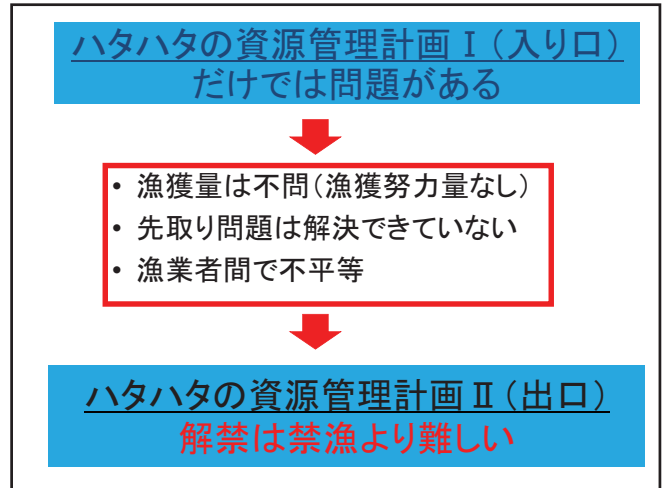 ハタハタの資源管理計画Ⅰ（入り口）
だけでは問題がある
• 漁獲量は不問（漁獲努力量なし）
• 先取り問題は解決できていない
• 漁業者間で不平等
ハタハタの資源管理計画Ⅱ（出口）
解禁は禁漁より難しい